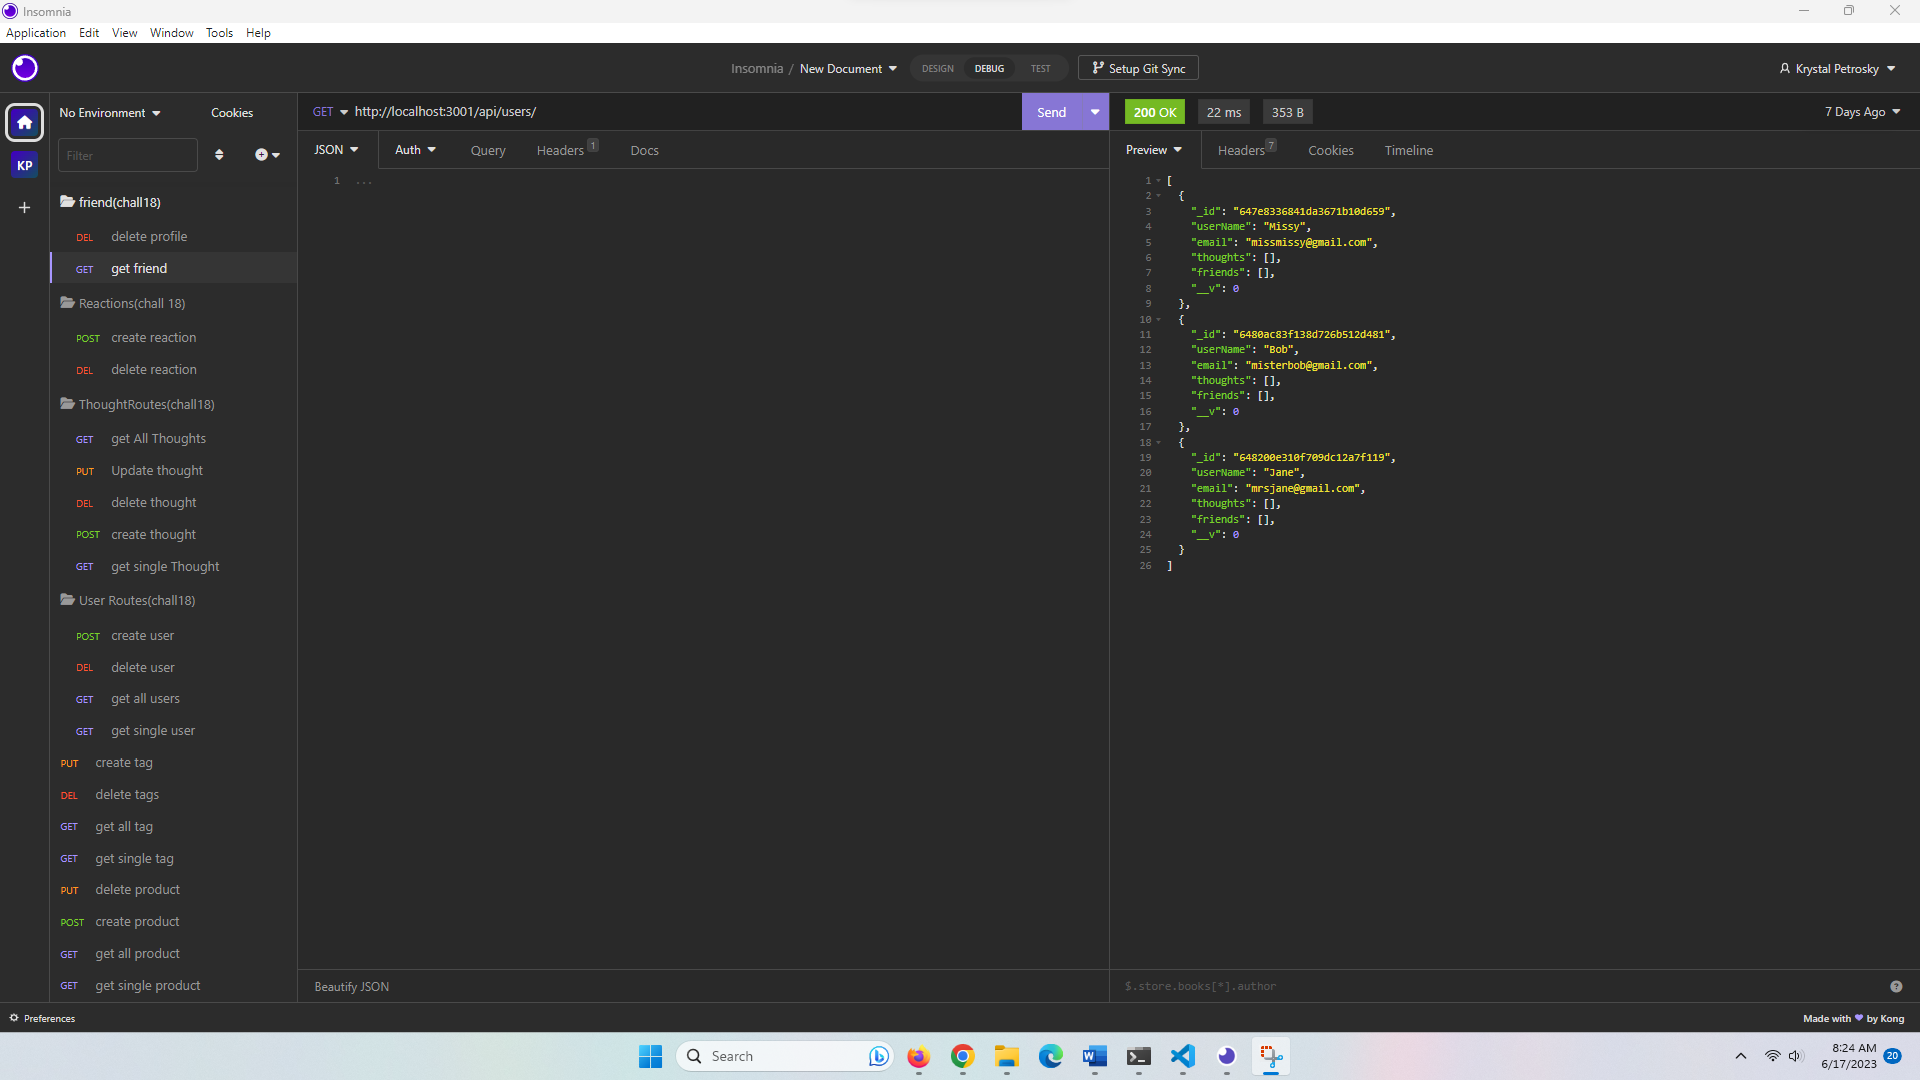 Insomnia
Application Edit View Window Tools Help
Insomnia / New Document DESIGN DEBUG TEST Setup Git Sync Krystal Petrosky
No Environment Cookies
GET http://localhost:3001/api/users/ Send
200 OK 22 ms 353 B 7 Days Ago
Filter
KP
JSON Auth Query Headers 1 Docs
Preview Headers 7 Cookies Timeline
friend(chall18)
DEL delete profile
GET get friend
Reactions(chall 18)
POST create reaction
DEL delete reaction
ThoughtRoutes(chall18)
GET get All Thoughts
PUT Update thought
DEL delete thought
POST create thought
GET get single Thought
User Routes(chall18)
POST create user
DEL delete user
GET get all users
GET get single user
PUT create tag
DEL delete tags
GET get all tag
GET get single tag
PUT delete product
POST create product
GET get all product
GET get single product
1 ...
1 [
2 {
3 "_id": "647e8336841da3671b10d659",
4 "userName": "Missy",
5 "email": "missmissy@gmail.com",
6 "thoughts": [],
7 "friends": [],
8 "__v": 0
9 },
10 {
11 "_id": "6480ac83f138d726b512d481",
12 "userName": "Bob",
13 "email": "misterbob@gmail.com",
14 "thoughts": [],
15 "friends": [],
16 "__v": 0
17 },
18 {
19 "_id": "648200e310f709dc12a7f119",
20 "userName": "Jane",
21 "email": "mrsjane@gmail.com",
22 "thoughts": [],
23 "friends": [],
24 "__v": 0
25 }
26 ]
Beautify JSON
$.store.books[*].author
Preferences
Made with by Kong
Search
8:24 AM
6/17/2023
20